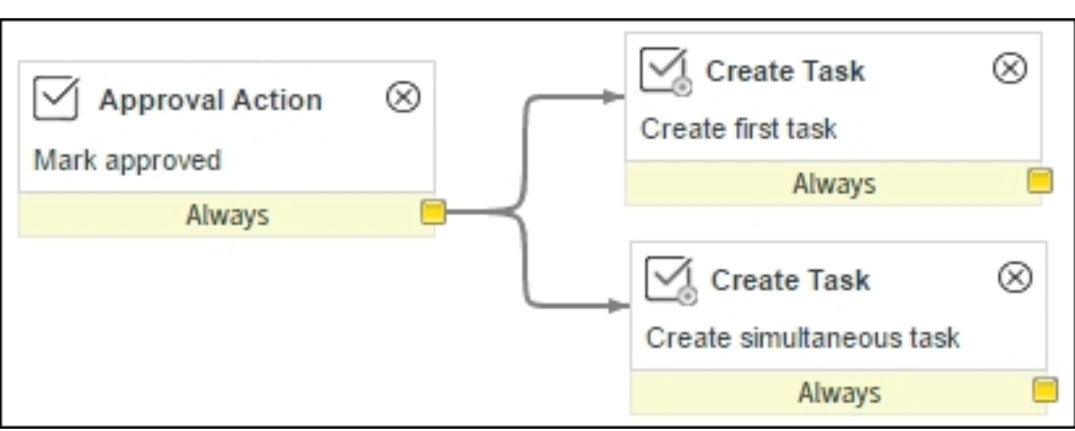 Approval Action
Mark approved
Always
Create Task
Create first task
Always
Create Task
Create simultaneous task
Always